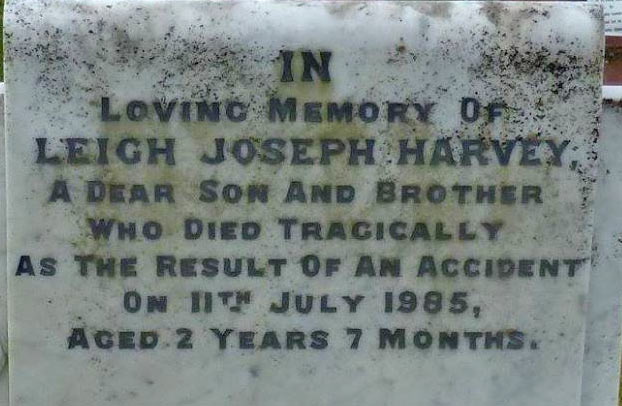 IN
LOVING MEMORY OF
LEIGH JOSEPH HARVEY,
A DEAR SON AND BROTHER
WHO DIED TRAGICALLY
AS THE RESULT OF AN ACCIDENT
ON 11TH JULY 1985,
AGED 2 YEARS 7 MONTHS.